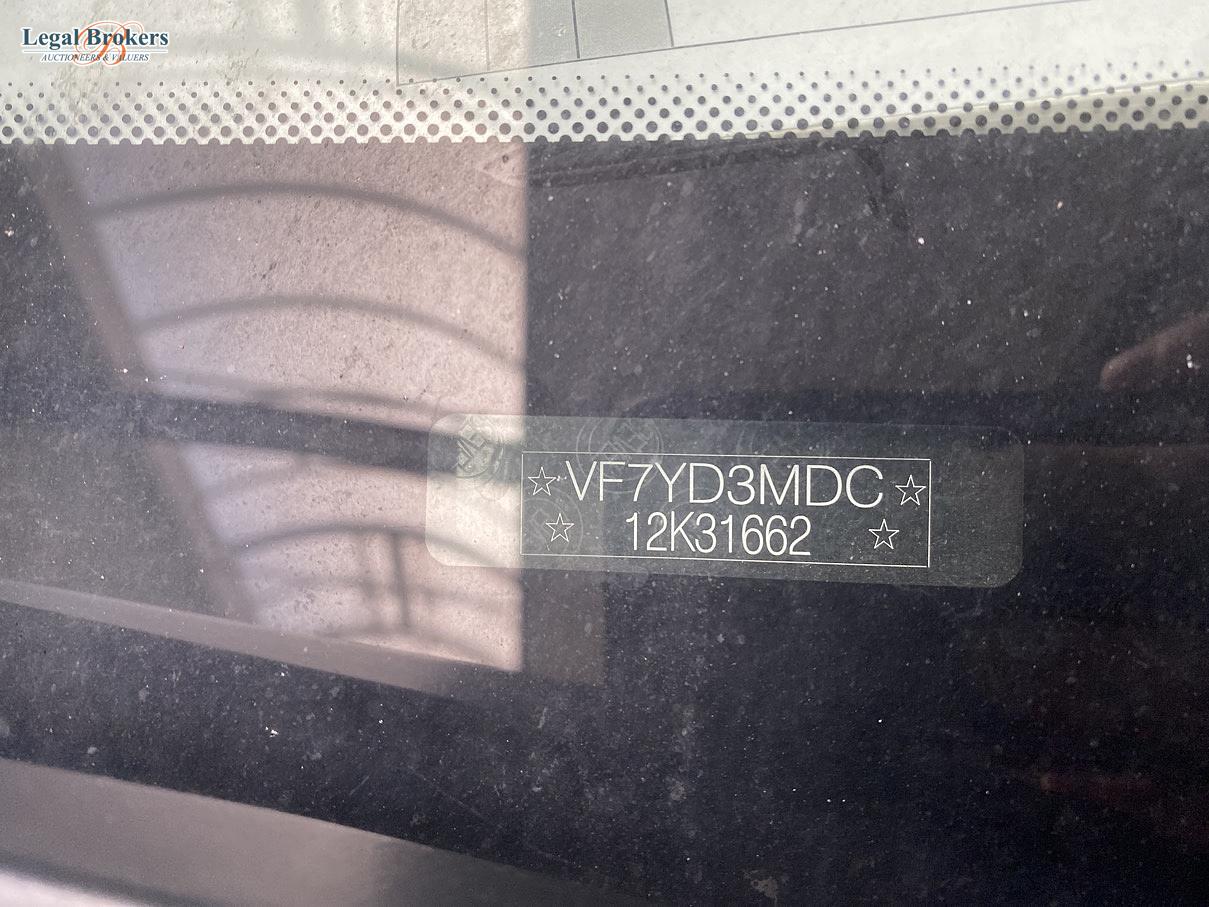 Legal Brokers
AUCTIONEERS & VALUERS
VF7YD3MDC
12K31662